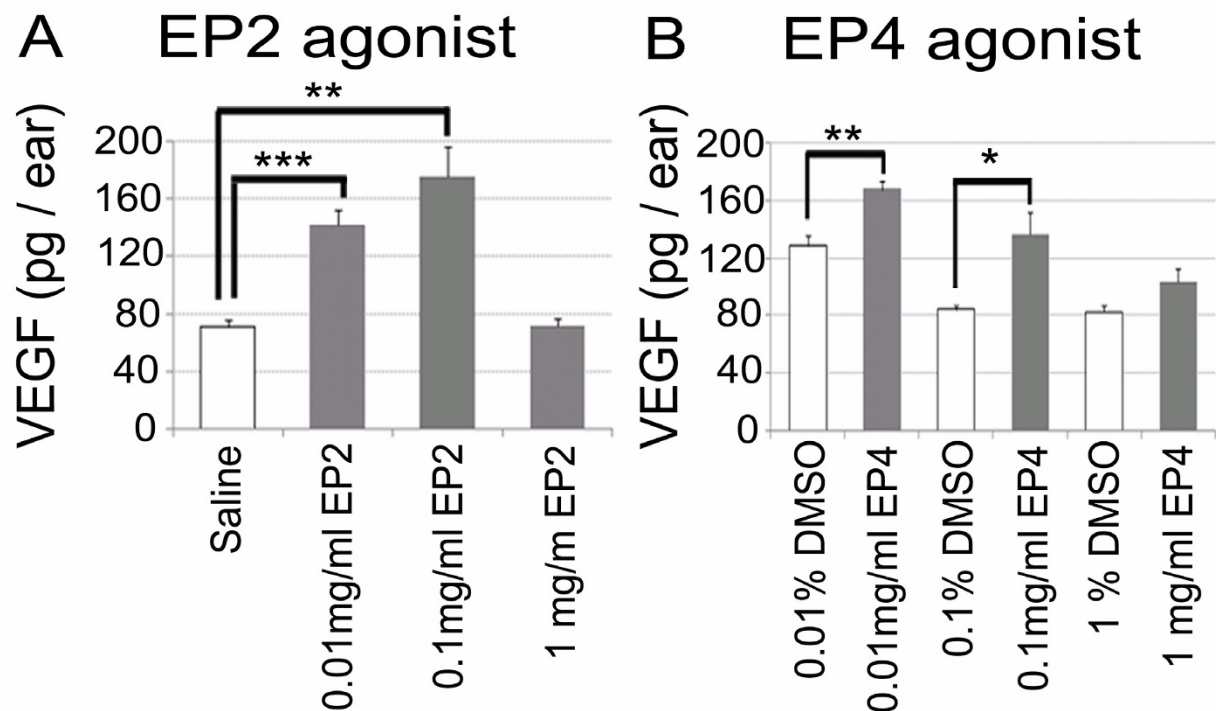 A EP2 agonist
VEGF (pg / ear)
200
160
120
80
40
0
**
***
Saline
0.01mg/ml EP2
0.1mg/ml EP2
1 mg/m EP2
B EP4 agonist
VEGF (pg / ear)
200
160
120
80
40
0
**
*
0.01% DMSO
0.01mg/ml EP4
0.1% DMSO
0.1mg/ml EP4
1 % DMSO
1 mg/ml EP4